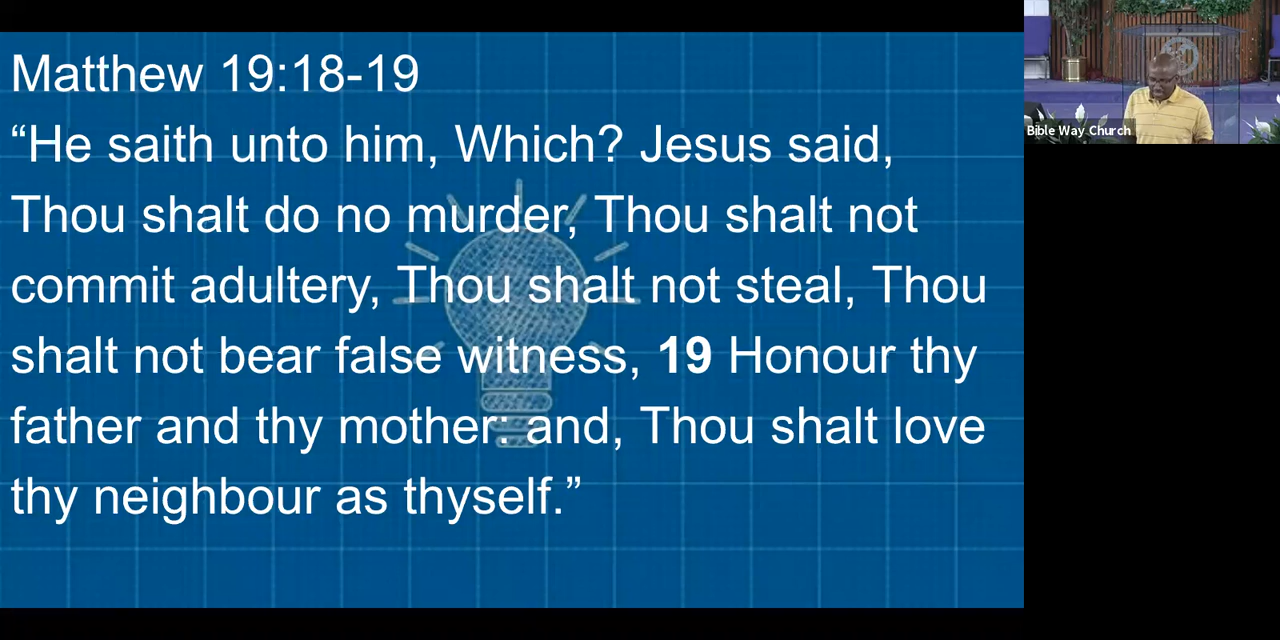 Matthew 19:18-19
“He saith unto him, Which? Jesus said,
Thou shalt do no murder, Thou shalt not
commit adultery, Thou shalt not steal, Thou
shalt not bear false witness, 19 Honour thy
father and thy mother: and, Thou shalt love
thy neighbour as thyself.”
Bible Way Church